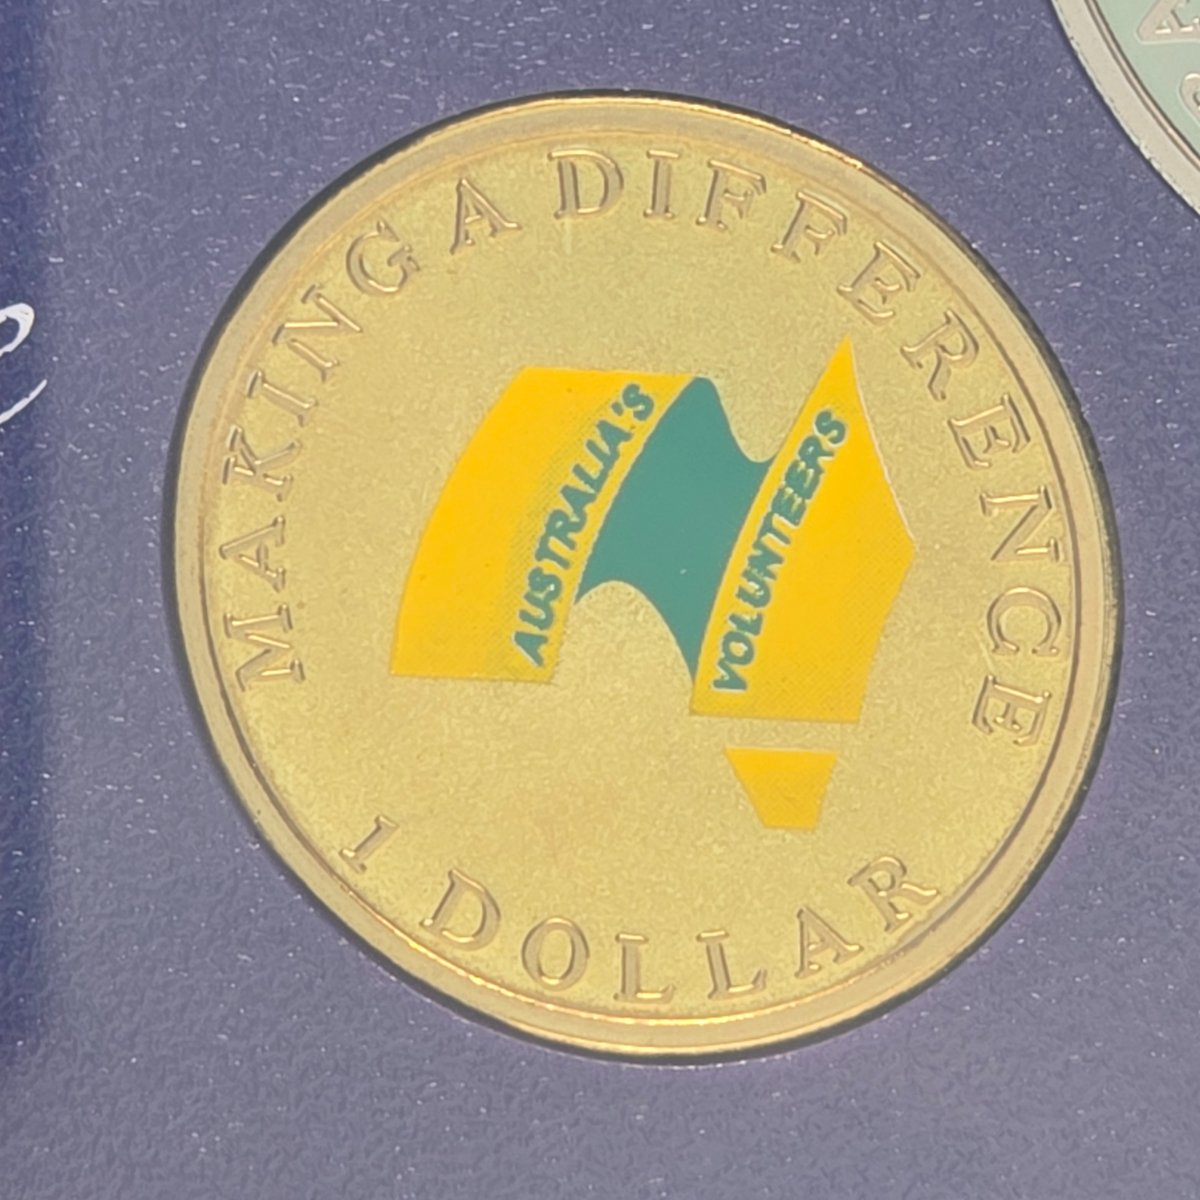 MAKING A DIFFERENCE
AUSTRALIA'S
VOLUNTEERS
1 DOLLAR